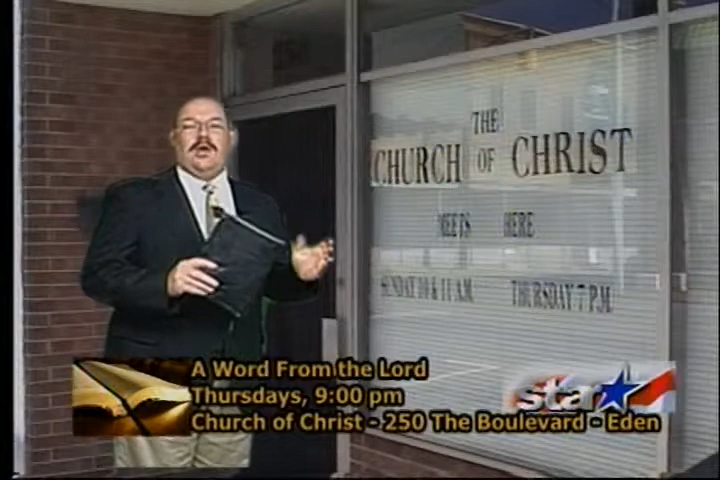 THE
CHURCH OF CHRIST
MEETS HERE
SUNDAY 10 & 11 A.M. THURSDAY 7 P.M.
A Word From the Lord
Thursdays, 9:00 pm
Church of Christ - 250 The Boulevard - Eden
star